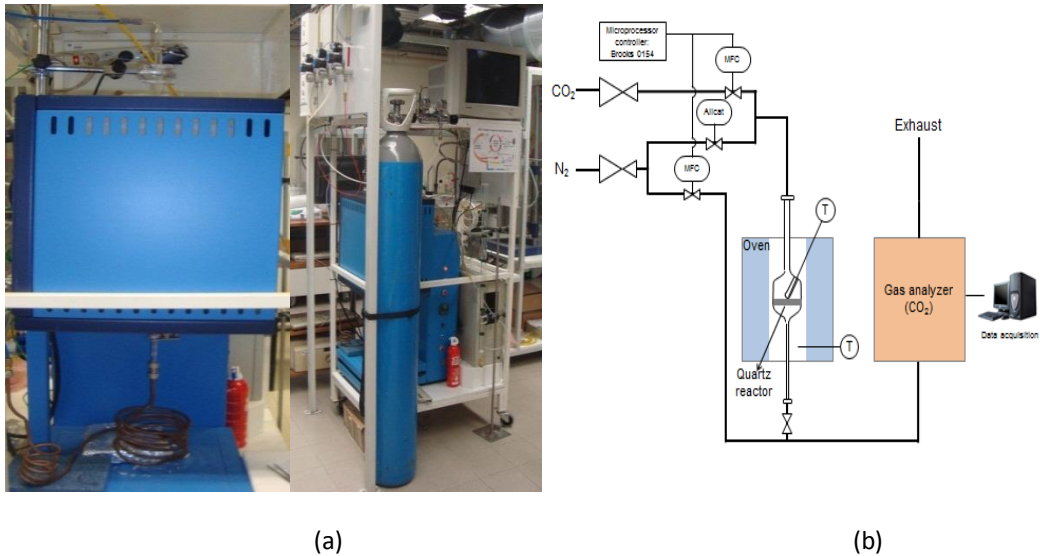 Microprocessor
controller:
Brooks 0154
MFC
CO₂
Alicat
Exhaust
N₂
MFC
T
Oven
Gas analyzer
(CO₂)
Data acquisition
T
Quartz
reactor
(a)
(b)